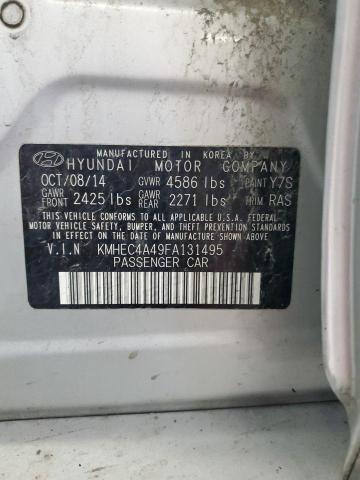 MANUFACTURED IN KOREA BY
HYUNDAI MOTOR COMPANY
OCT/08/14 GVWR 4586 lbs PAINT Y7S
GAWR FRONT 2425 lbs GAWR REAR 2271 lbs TRIM RAS
THIS VEHICLE CONFORMS TO ALL APPLICABLE U.S.A. FEDERAL
MOTOR VEHICLE SAFETY, BUMPER, AND THEFT PREVENTION
STANDARDS IN EFFECT ON THE DATE OF MANUFACTURE SHOWN ABOVE.
V.I.N KMHEC4A49FA131495
PASSENGER CAR